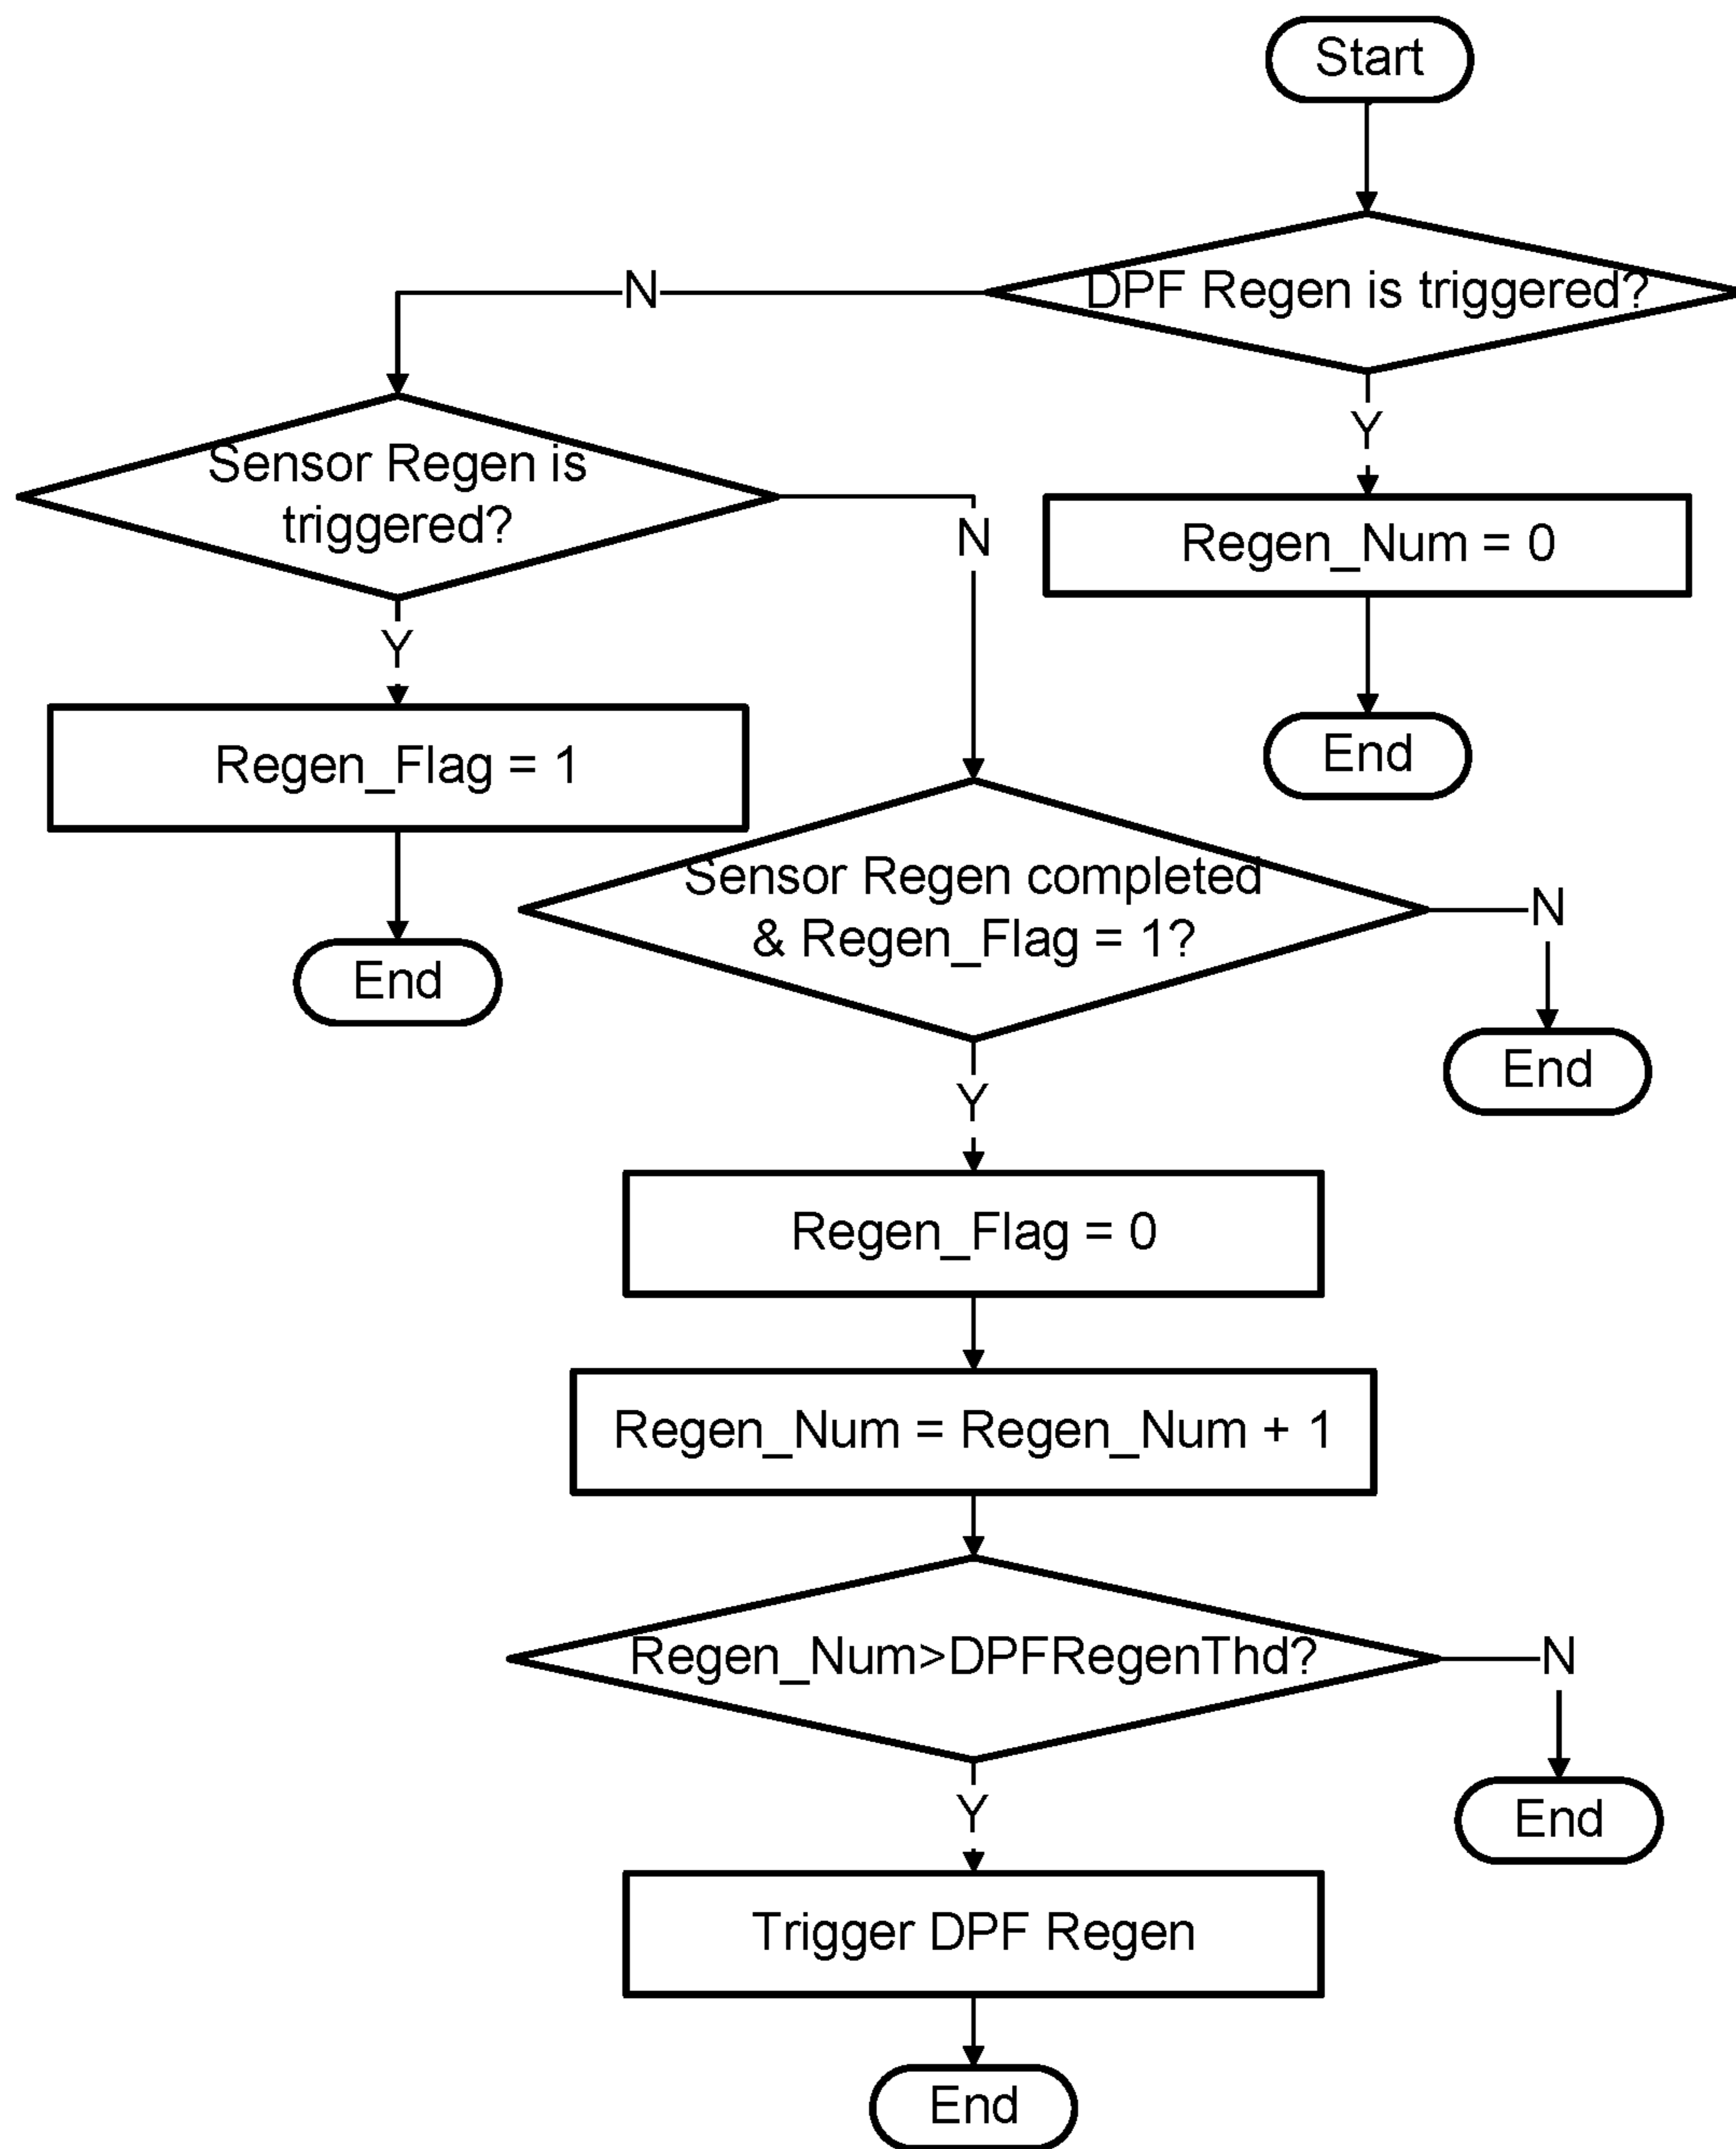 Start
DPF Regen is triggered?
N
Y
Sensor Regen is
triggered?
N
Regen_Num = 0
Y
Regen_Flag = 1
End
Sensor Regen completed
& Regen_Flag = 1?
N
End
End
Y
Regen_Flag = 0
Regen_Num = Regen_Num + 1
Regen_Num>DPFRegenThd?
N
Y
End
Trigger DPF Regen
End